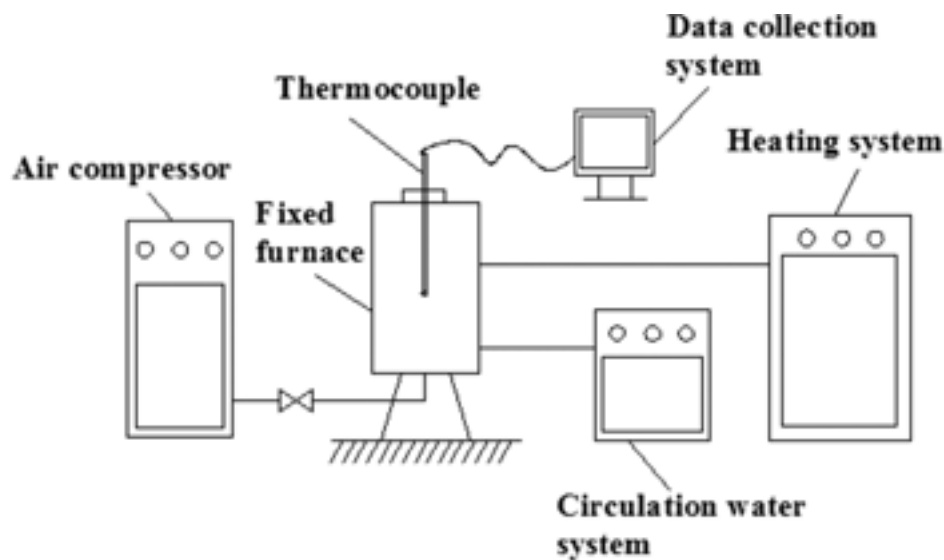 Data collection
system
Thermocouple
Heating system
Air compressor
Fixed
furnace
Circulation water
system